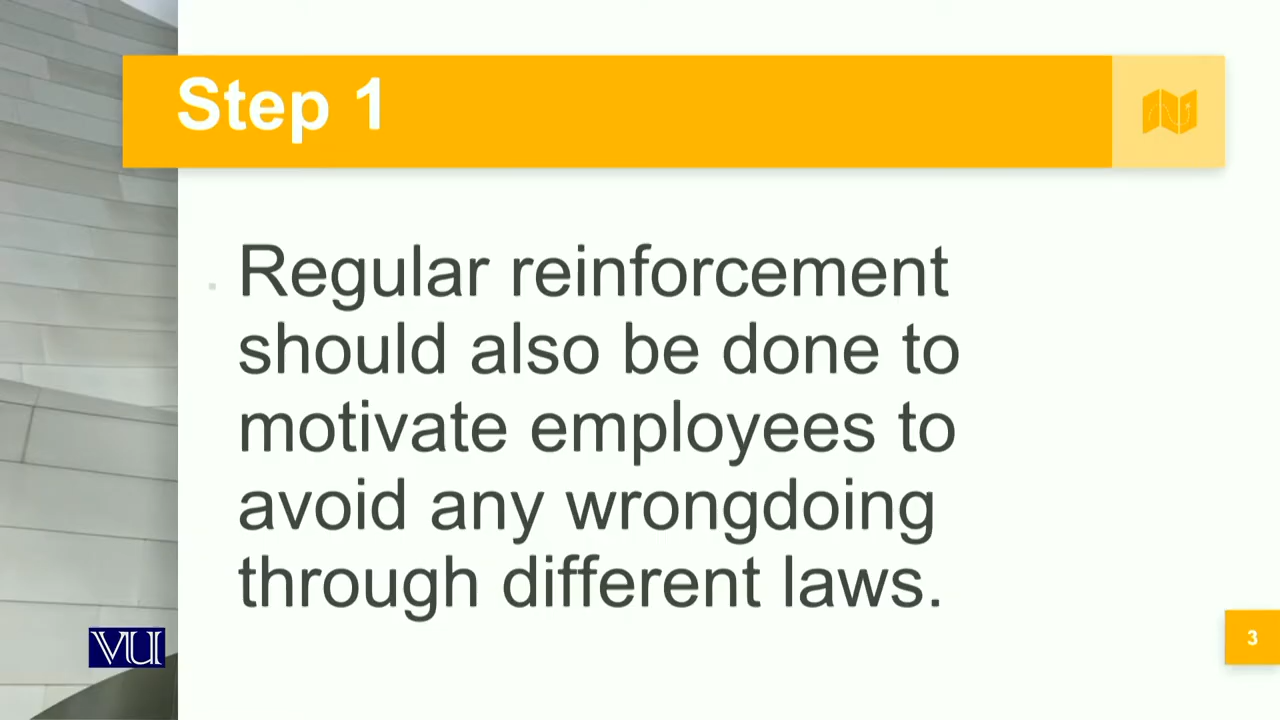 Step 1
Regular reinforcement
should also be done to
motivate employees to
avoid any wrongdoing
through different laws.
VU
3